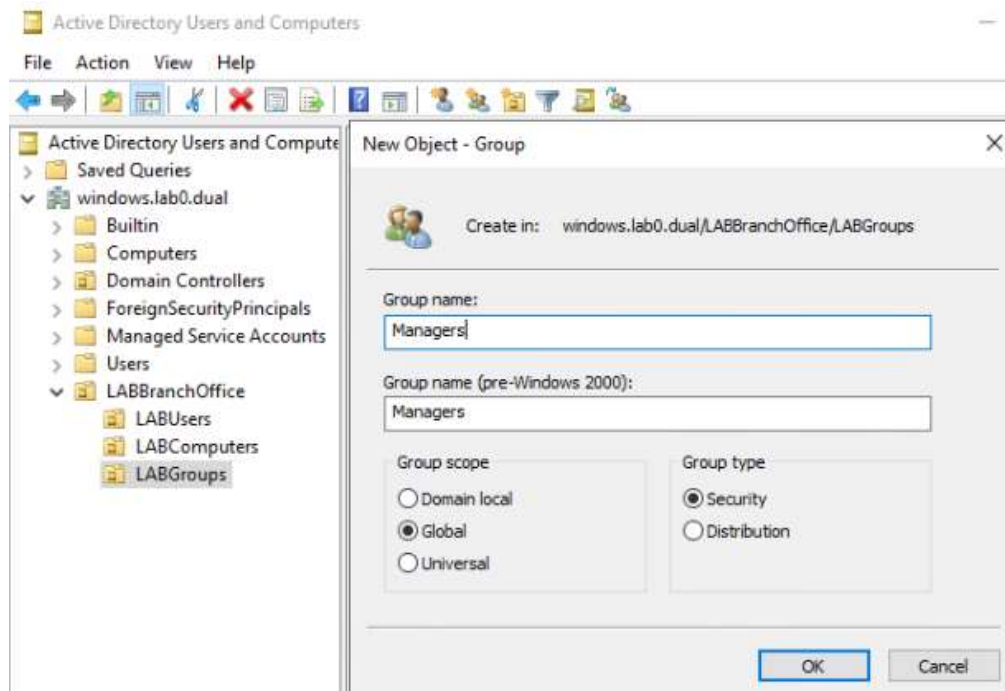 Active Directory Users and Computers
File Action View Help
Active Directory Users and Compute
Saved Queries
windows.lab0.dual
Builtin
Computers
Domain Controllers
ForeignSecurityPrincipals
Managed Service Accounts
Users
LABBranchOffice
LABUsers
LABComputers
LABGroups
New Object - Group
Create in: windows.lab0.dual/LABBranchOffice/LABGroups
Group name:
Managers
Group name (pre-Windows 2000):
Managers
Group scope
Domain local
Global
Universal
Group type
Security
Distribution
OK Cancel